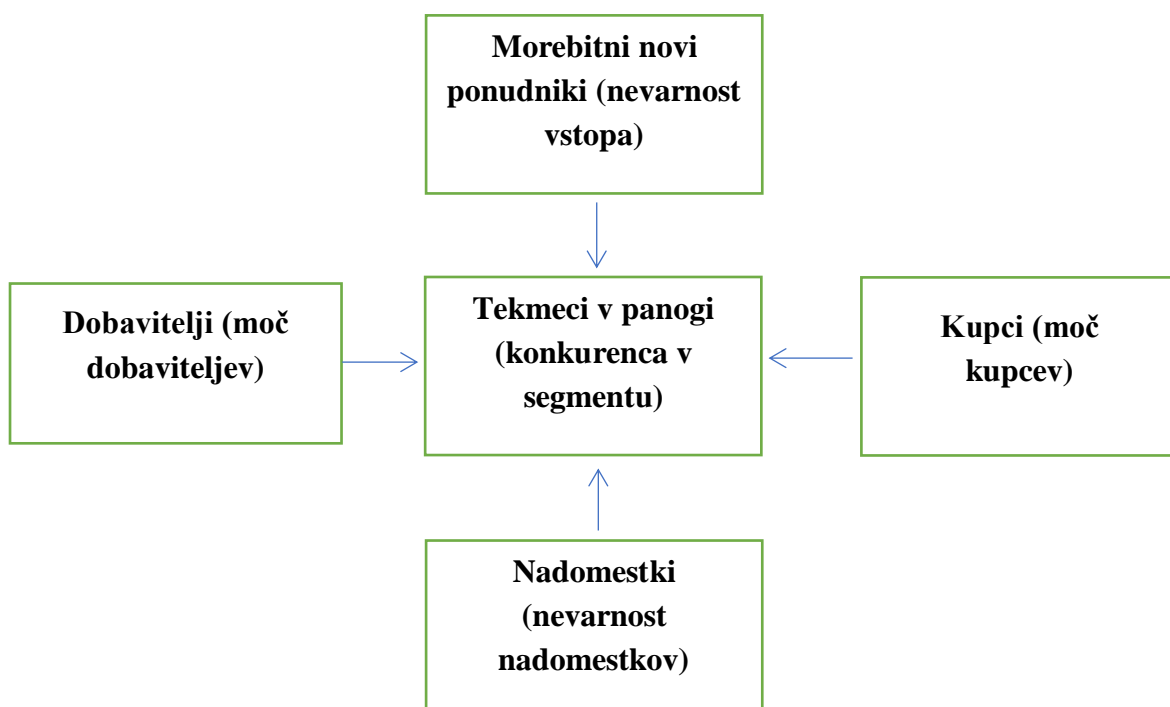 Morebitni novi
ponudniki (nevarnost
vstopa)
Dobavitelji (moč
dobaviteljev)
Tekmeci v panogi
(konkurenca v
segmentu)
Kupci (moč
kupcev)
Nadomestki
(nevarnost
nadomestkov)